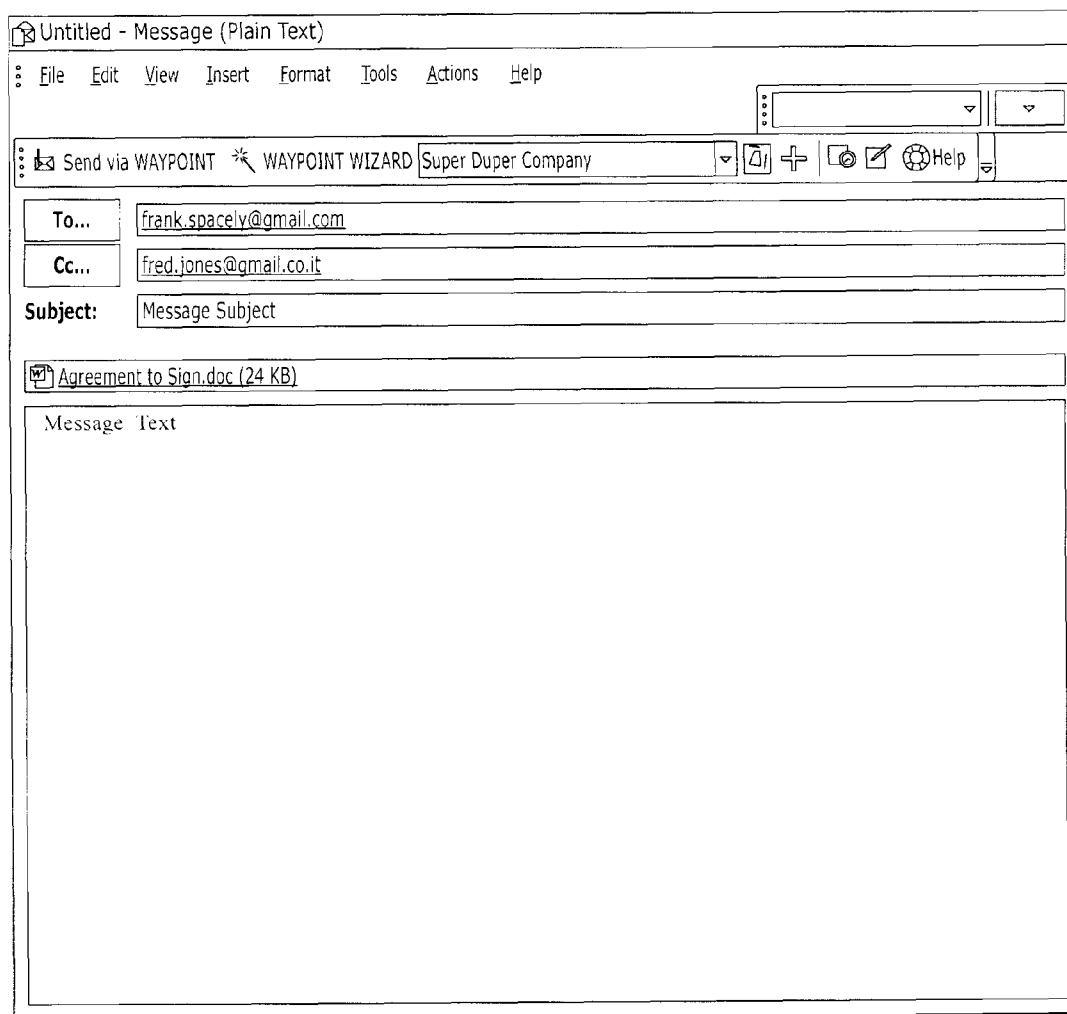 Untitled - Message (Plain Text)
File Edit View Insert Format Tools Actions Help
Send via WAYPOINT WAYPOINT WIZARD Super Duper Company Help
To... frank.spacely@gmail.com
Cc... fred.jones@gmail.co.it
Subject: Message Subject
Agreement to Sign.doc (24 KB)
Message Text